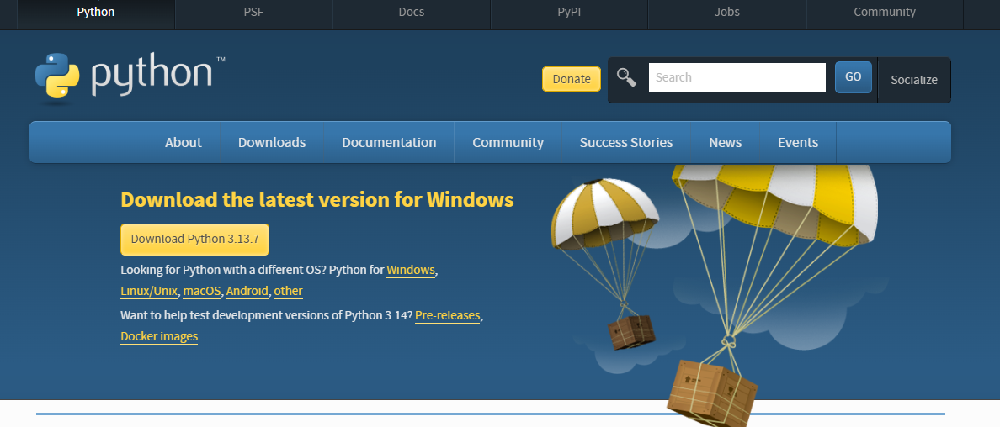 Python PSF Docs PyPI Jobs Community
python™
Donate Search GO Socialize
About Downloads Documentation Community Success Stories News Events
Download the latest version for Windows
Download Python 3.13.7
Looking for Python with a different OS? Python for Windows,
Linux/Unix, macOS, Android, other
Want to help test development versions of Python 3.14? Pre-releases,
Docker images